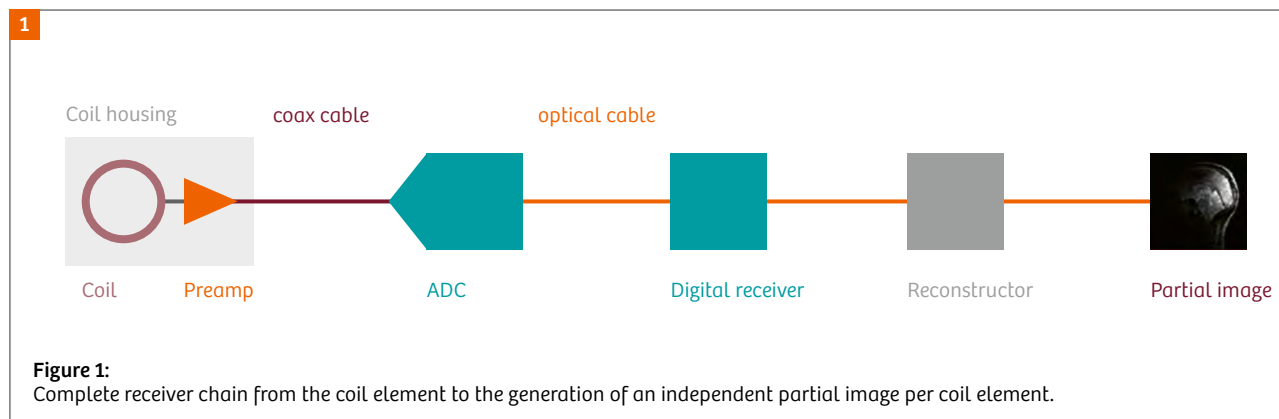 1
Coil housing
coax cable
optical cable
Coil
Preamp
ADC
Digital receiver
Reconstructor
Partial image
Figure 1:
Complete receiver chain from the coil element to the generation of an independent partial image per coil element.